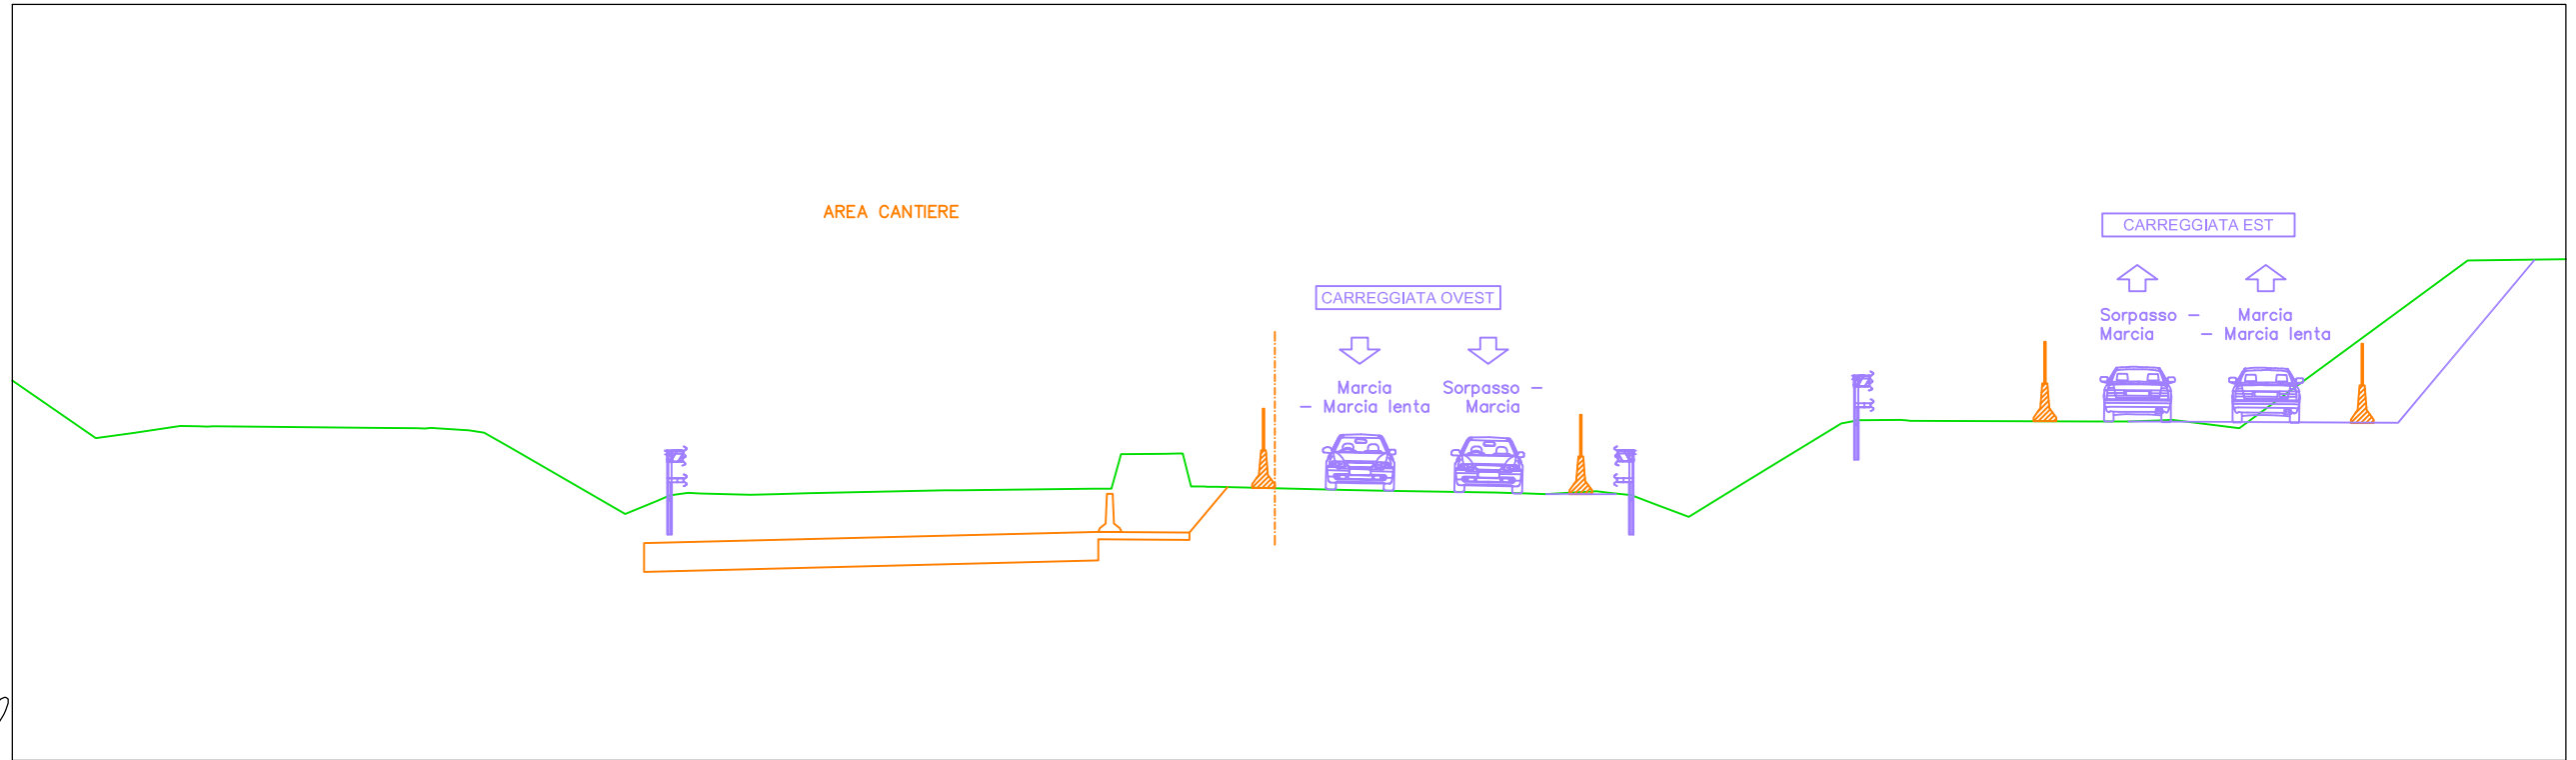 AREA CANTIERE
CARREGGIATA OVEST
Marcia
– Marcia lenta
Sorpasso –
Marcia
CARREGGIATA EST
Sorpasso –
Marcia
Marcia
– Marcia lenta